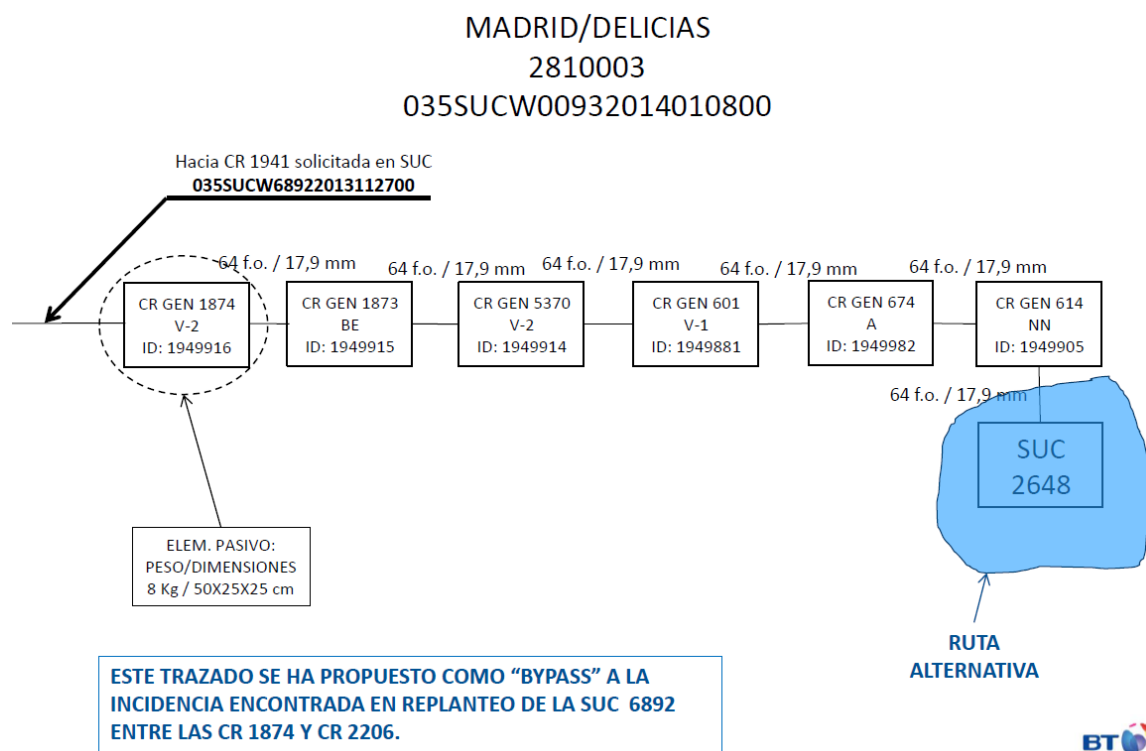 MADRID/DELICIAS
2810003
035SUCW00932014010800
Hacia CR 1941 solicitada en SUC
035SUCW68922013112700
64 f.o. / 17,9 mm
64 f.o. / 17,9 mm
64 f.o. / 17,9 mm
64 f.o. / 17,9 mm
64 f.o. / 17,9 mm
CR GEN 1874
V-2
ID: 1949916
CR GEN 1873
BE
ID: 1949915
CR GEN 5370
V-2
ID: 1949914
CR GEN 601
V-1
ID: 1949881
CR GEN 674
A
ID: 1949982
CR GEN 614
NN
ID: 1949905
64 f.o. / 17,9 mm
SUC
2648
ELEM. PASIVO:
PESO/DIMENSIONES
8 Kg / 50X25X25 cm
RUTA
ALTERNATIVA
ESTE TRAZADO SE HA PROPUESTO COMO “BYPASS” A LA
INCIDENCIA ENCONTRADA EN REPLANTEO DE LA SUC 6892
ENTRE LAS CR 1874 Y CR 2206.
BT